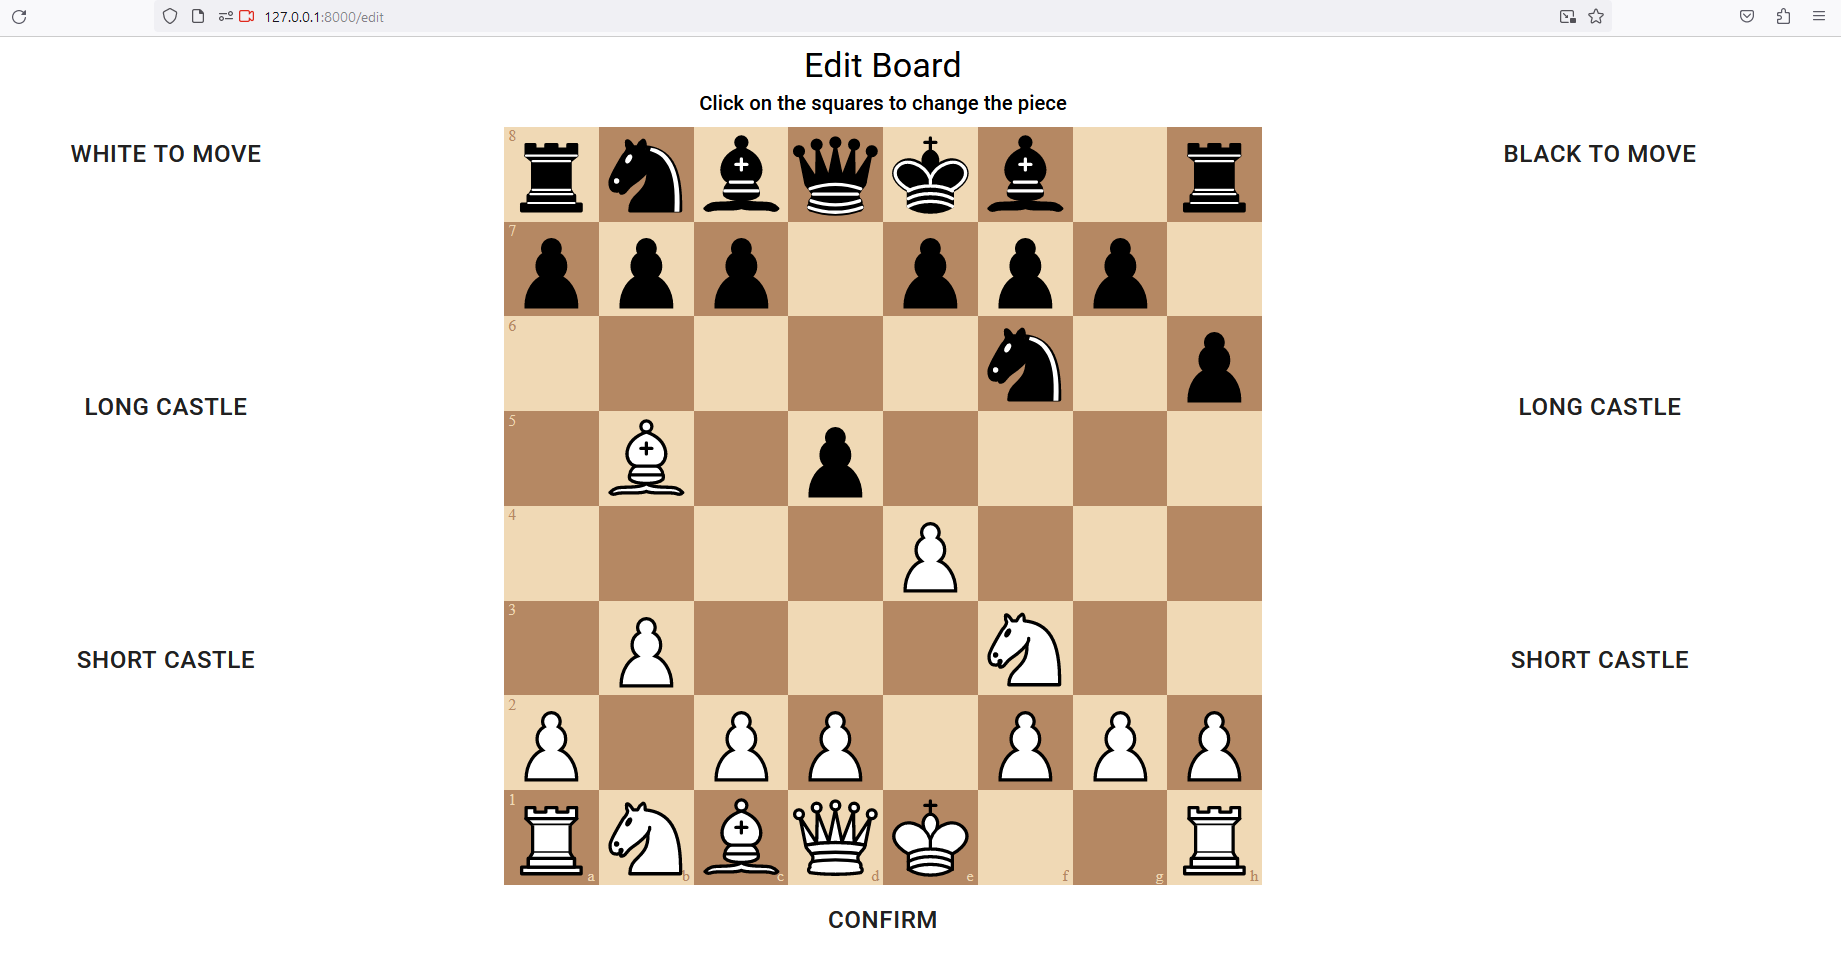 127.0.0.1:8000/edit
Edit Board
Click on the squares to change the piece
WHITE TO MOVE
BLACK TO MOVE
8
7
6
LONG CASTLE
LONG CASTLE
5
4
3
SHORT CASTLE
SHORT CASTLE
2
1
a b c d e f g h
CONFIRM